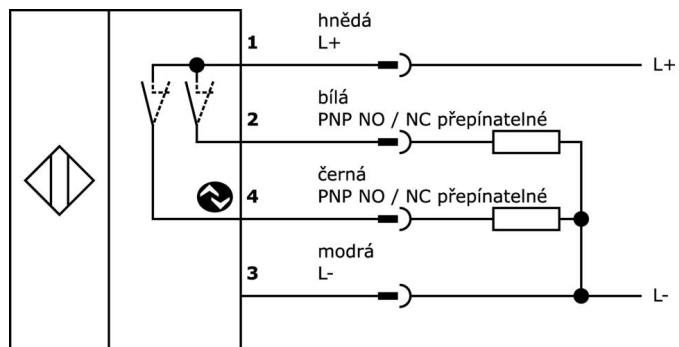 hnědá
1 L+
L+
bílá
2 PNP NO / NC přepínatelné
černá
4 PNP NO / NC přepínatelné
modrá
3 L-
L-